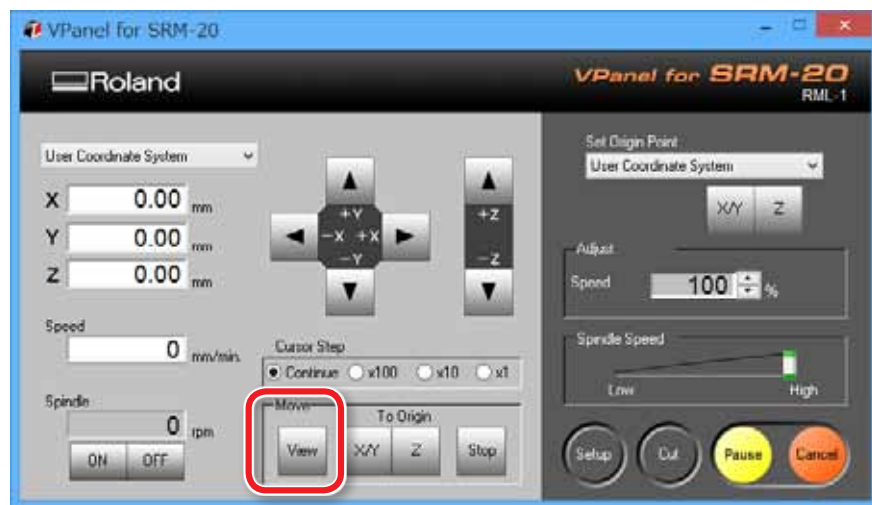 VPanel for SRM-20
Roland
VPanel for SRM-20
RML-1
User Coordinate System
X 0.00 mm
Y 0.00 mm
Z 0.00 mm
Speed
0 mm/min.
Spindle
0 rpm
ON OFF
+Y
-X +X
-Y
+Z
-Z
Cursor Step
Continue x100 x10 x1
Move
To Origin
View X/Y Z Stop
Set Origin Point
User Coordinate System
X/Y Z
Adjust
Speed 100 %
Spindle Speed
Low High
Setup Cut Pause Cancel